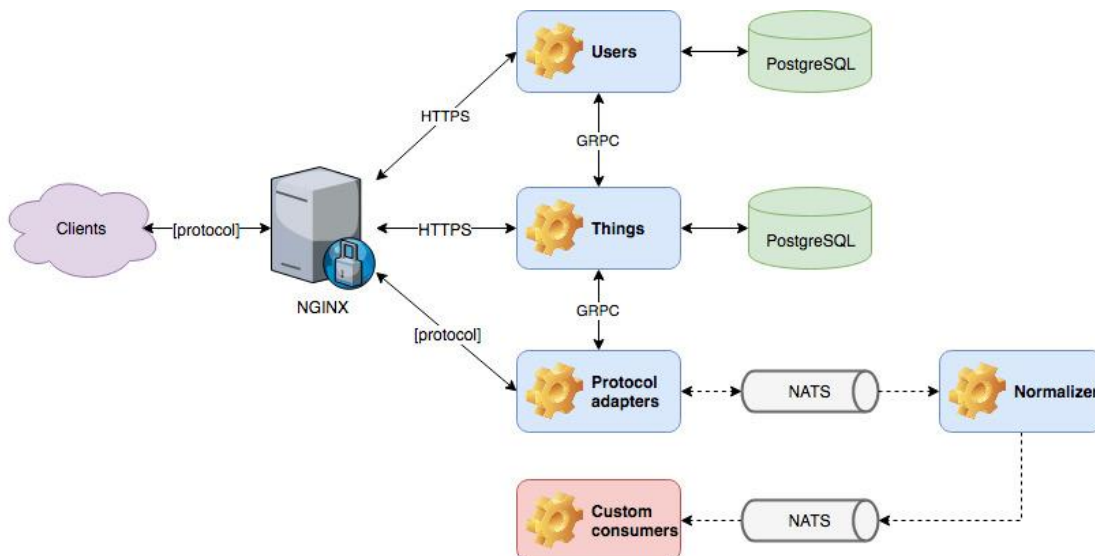 Users
PostgreSQL
HTTPS
GRPC
Clients
[protocol]
HTTPS
Things
PostgreSQL
NGINX
GRPC
[protocol]
Protocol
adapters
NATS
Normalizer
Custom
consumers
NATS